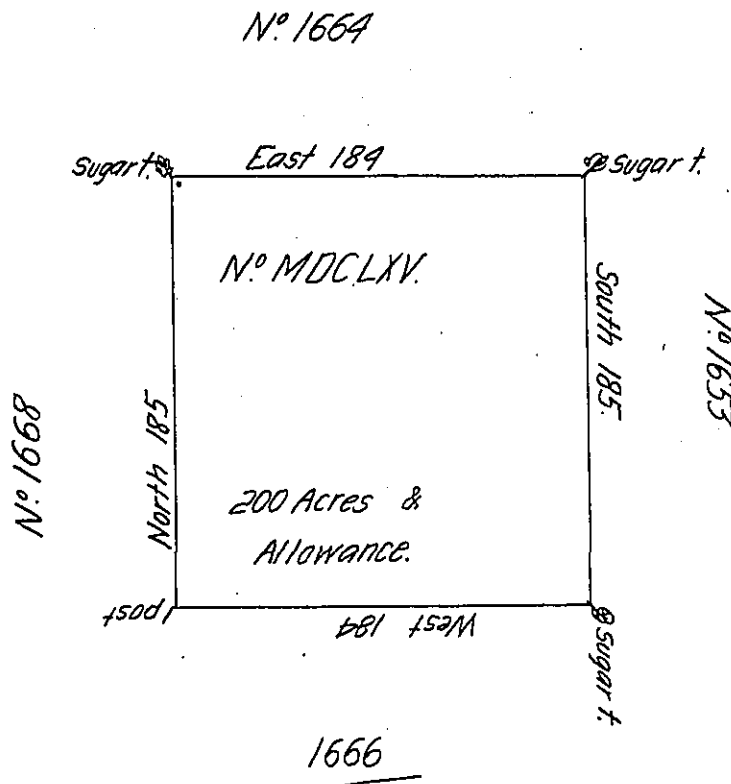 Nº 1664
Sugar t.
East 184
Sugar t.
Nº MDCLXV.
South 185.
Nº 1653
Nº 1668
North 185
200 Acres &
Allowance.
post
West 184
Sugar t.
1666